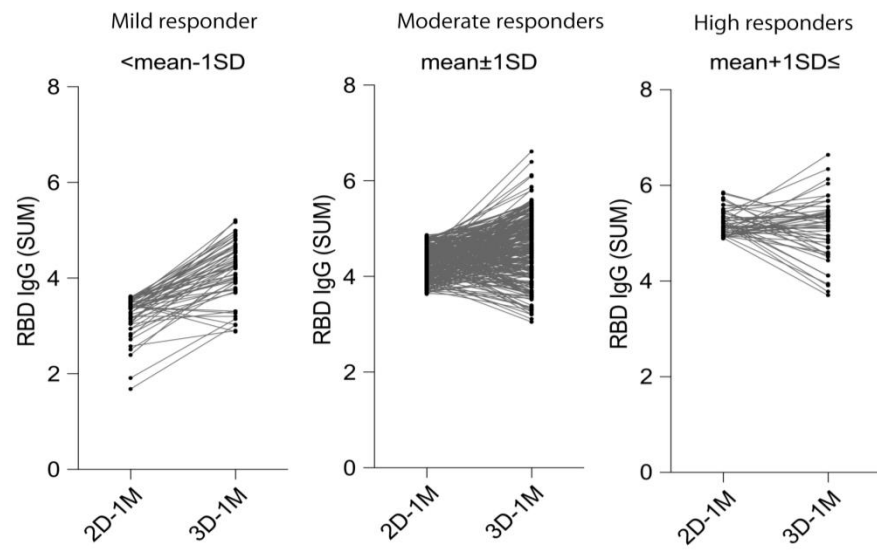 Mild responder
<mean-1SD
8
6
4
2
0
RBD IgG (SUM)
2D-1M
3D-1M
Moderate responders
mean±1SD
8
6
4
2
0
RBD IgG (SUM)
2D-1M
3D-1M
High responders
mean+1SD≤
8
6
4
2
0
RBD IgG (SUM)
2D-1M
3D-1M